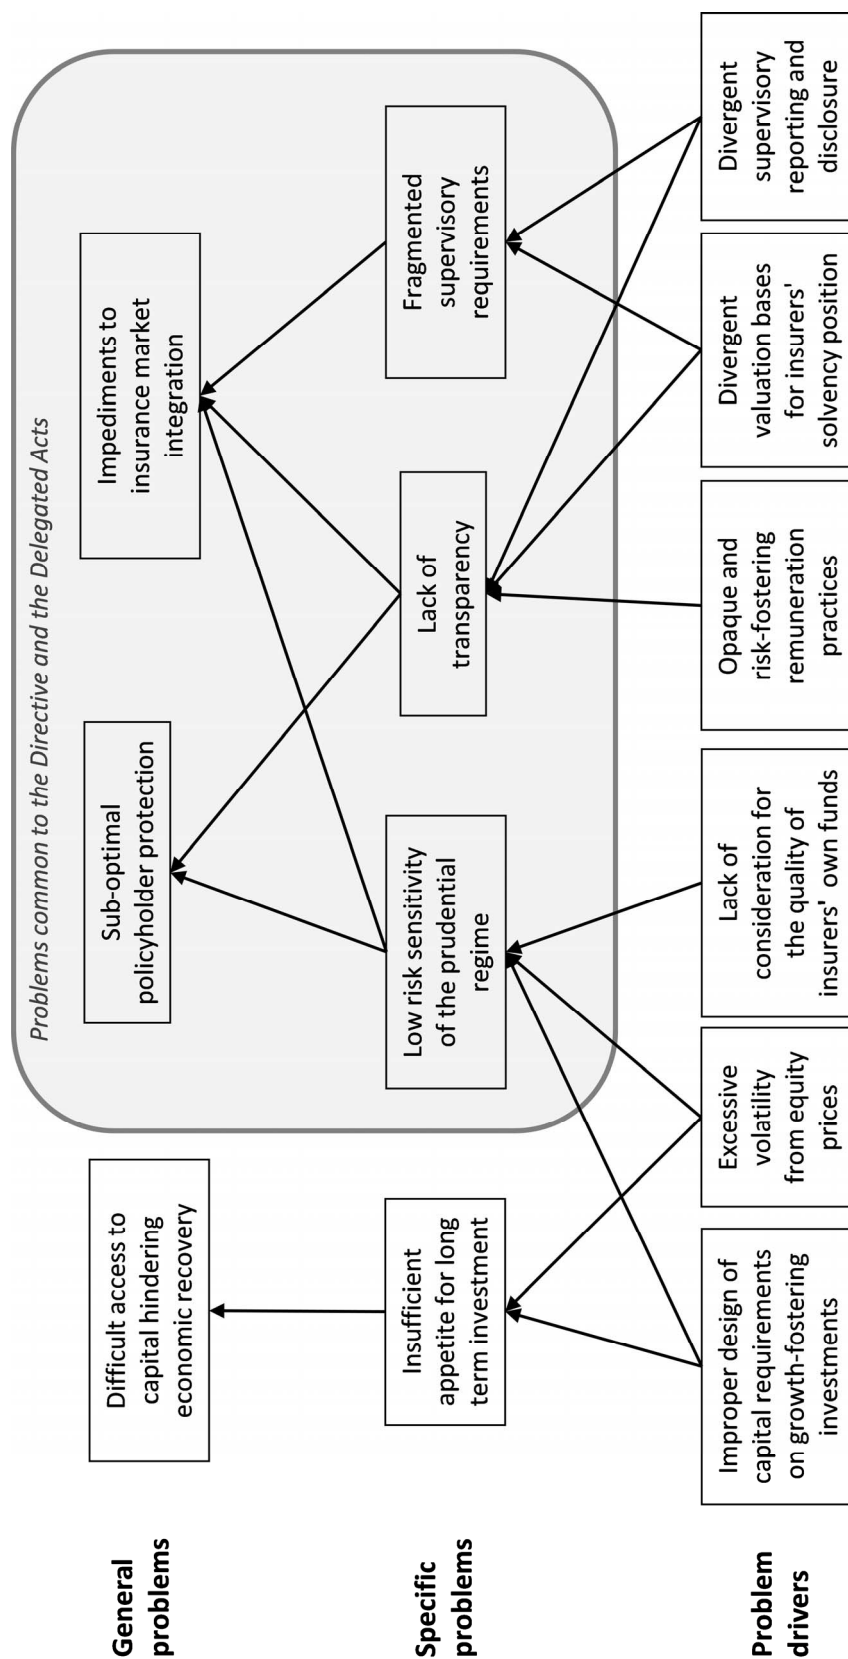 Problems common to the Directive and the Delegated Acts
General
problems
Difficult access to
capital hindering
economic recovery
Sub-optimal
policyholder protection
Impediments to
insurance market
integration
Specific
problems
Insufficient
appetite for long
term investment
Low risk sensitivity
of the prudential
regime
Lack of
transparency
Fragmented
supervisory
requirements
Problem
drivers
Improper design of
capital requirements
on growth-fostering
investments
Excessive
volatility
from equity
prices
Lack of
consideration for
the quality of
insurers' own funds
Opaque and
risk-fostering
remuneration
practices
Divergent
valuation bases
for insurers'
solvency position
Divergent
supervisory
reporting and
disclosure